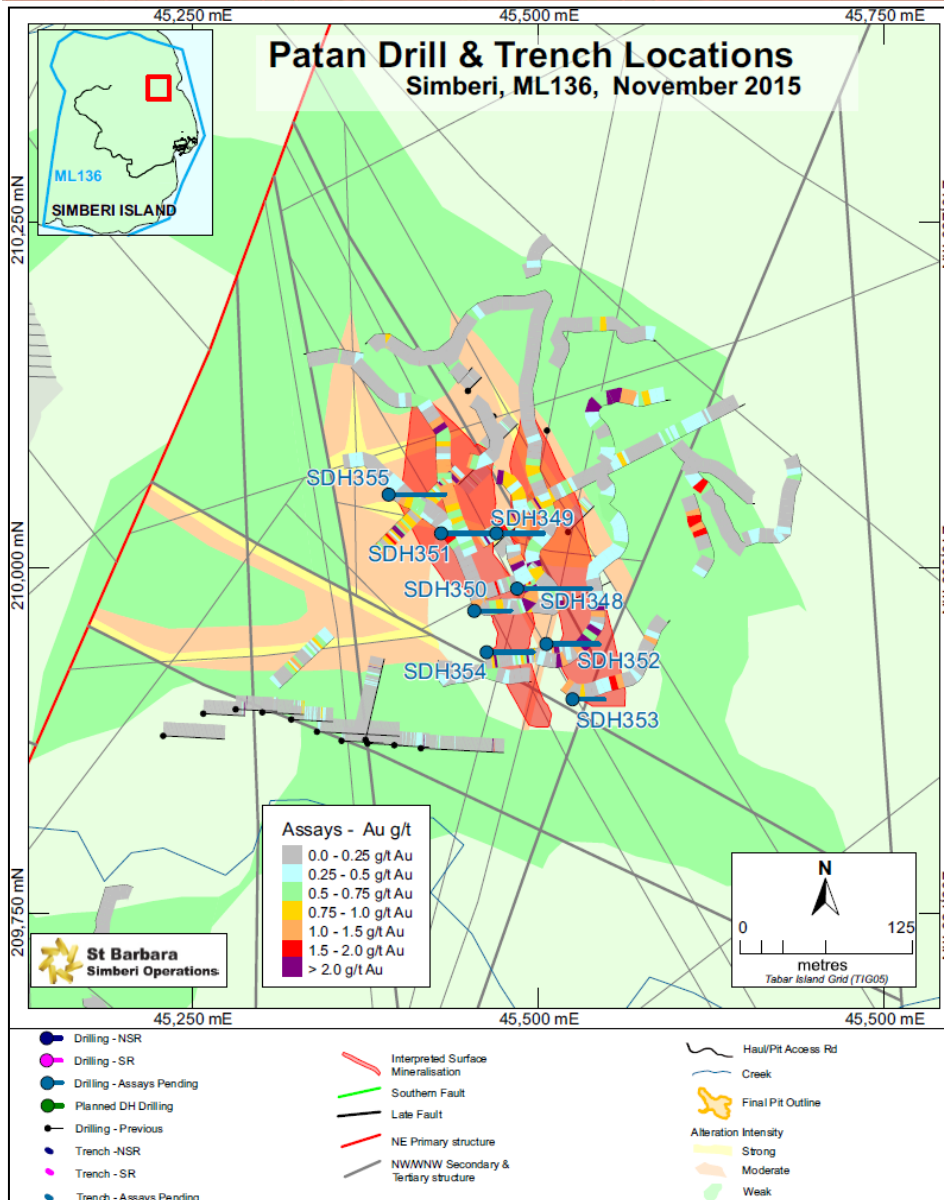 45,250 mE 45,500 mE 45,750 mE
Patan Drill & Trench Locations
Simberi, ML136, November 2015
ML136
SIMBERI ISLAND
210,250 mN
SDH355
SDH349
SDH351
210,000 mN
SDH350
SDH348
SDH352
SDH354
SDH353
Assays - Au g/t
0.0 - 0.25 g/t Au
0.25 - 0.5 g/t Au
0.5 - 0.75 g/t Au
0.75 - 1.0 g/t Au
1.0 - 1.5 g/t Au
1.5 - 2.0 g/t Au
> 2.0 g/t Au
209,750 mN
St Barbara
Simberi Operations
N
0 125
metres
Tabar Island Grid (TIG05)
45,250 mE 45,500 mE 45,500 mE
Drilling - NSR
Drilling - SR
Drilling - Assays Pending
Planned DH Drilling
Drilling - Previous
Trench -NSR
Trench - SR
Trench - Assays Pending
Interpreted Surface
Mineralisation
Southern Fault
Late Fault
NE Primary structure
NW/WNW Secondary &
Tertiary structure
Haul/Pit Access Rd
Creek
Final Pit Outline
Alteration Intensity
Strong
Moderate
Weak